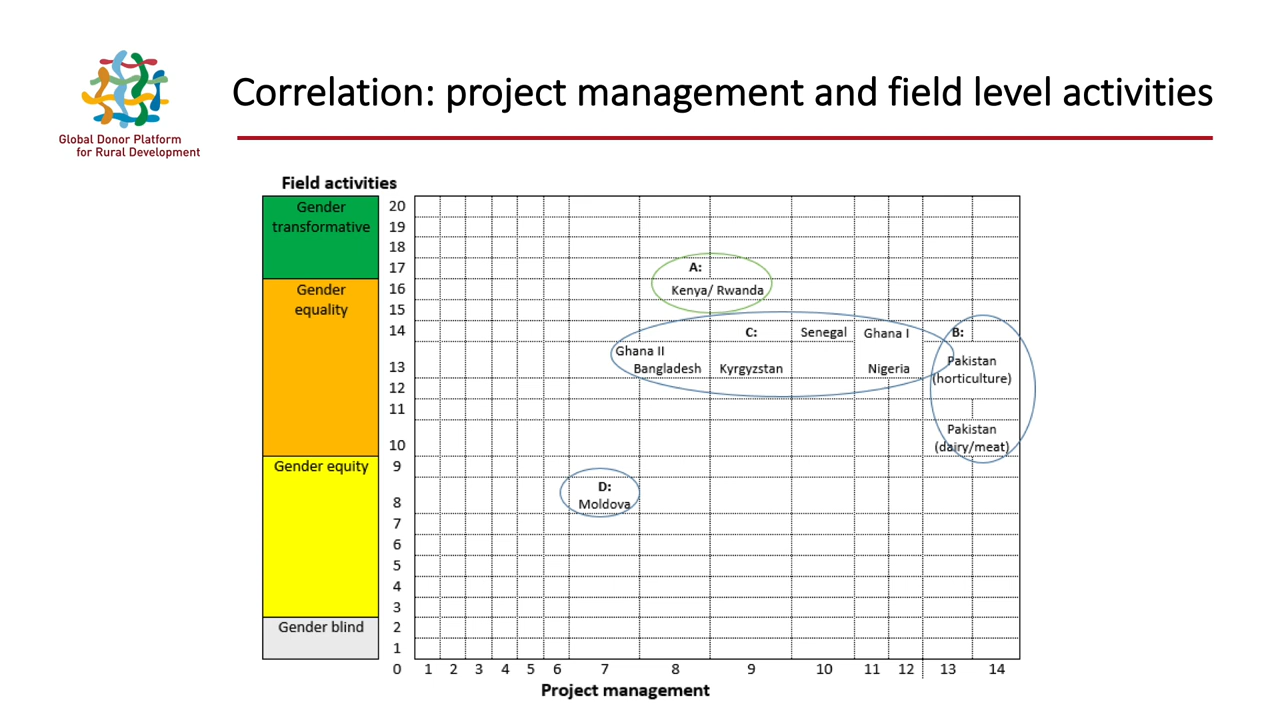 Correlation: project management and field level activities
Global Donor Platform
for Rural Development
Field activities
Gender
transformative
20
19
18
17
A:
Gender
equality
16
Kenya/ Rwanda
15
14
C:
Senegal
Ghana I
B:
Ghana II
Pakistan
(horticulture)
13
Bangladesh
Kyrgyzstan
Nigeria
12
11
Pakistan
(dairy/meat)
10
Gender equity
9
D:
Moldova
8
7
6
5
4
3
Gender blind
2
1
0 1 2 3 4 5 6 7 8 9 10 11 12 13 14
Project management